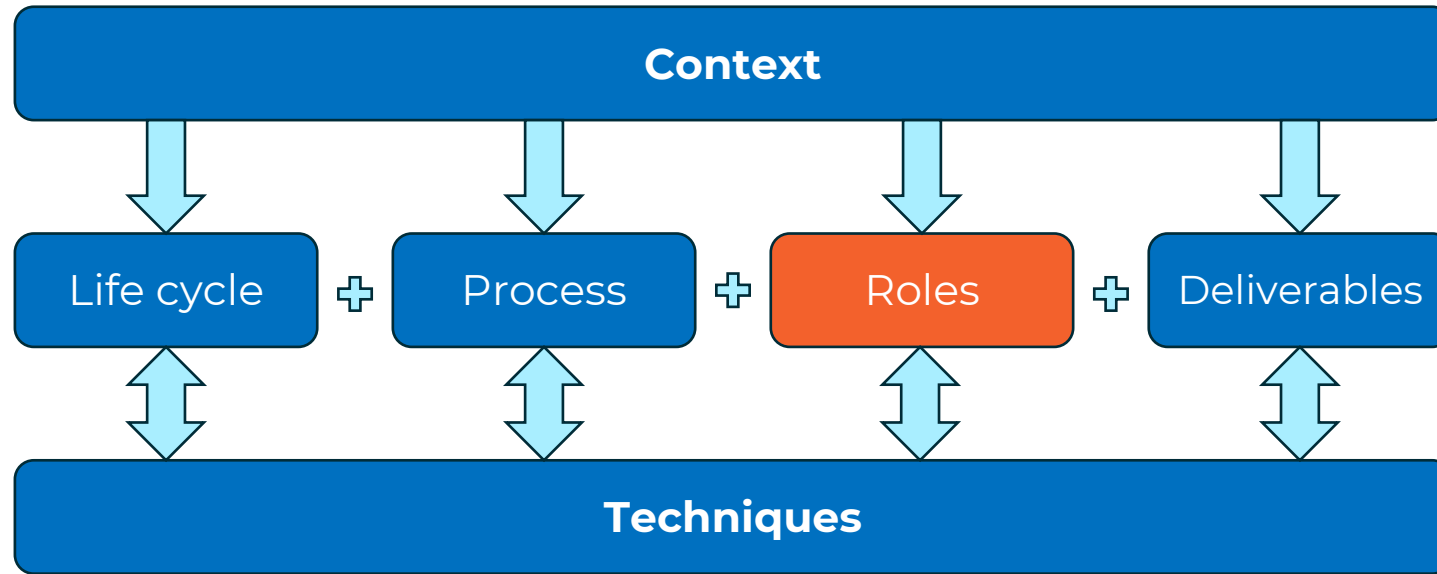 Context
Life cycle
Process
Roles
Deliverables
Techniques